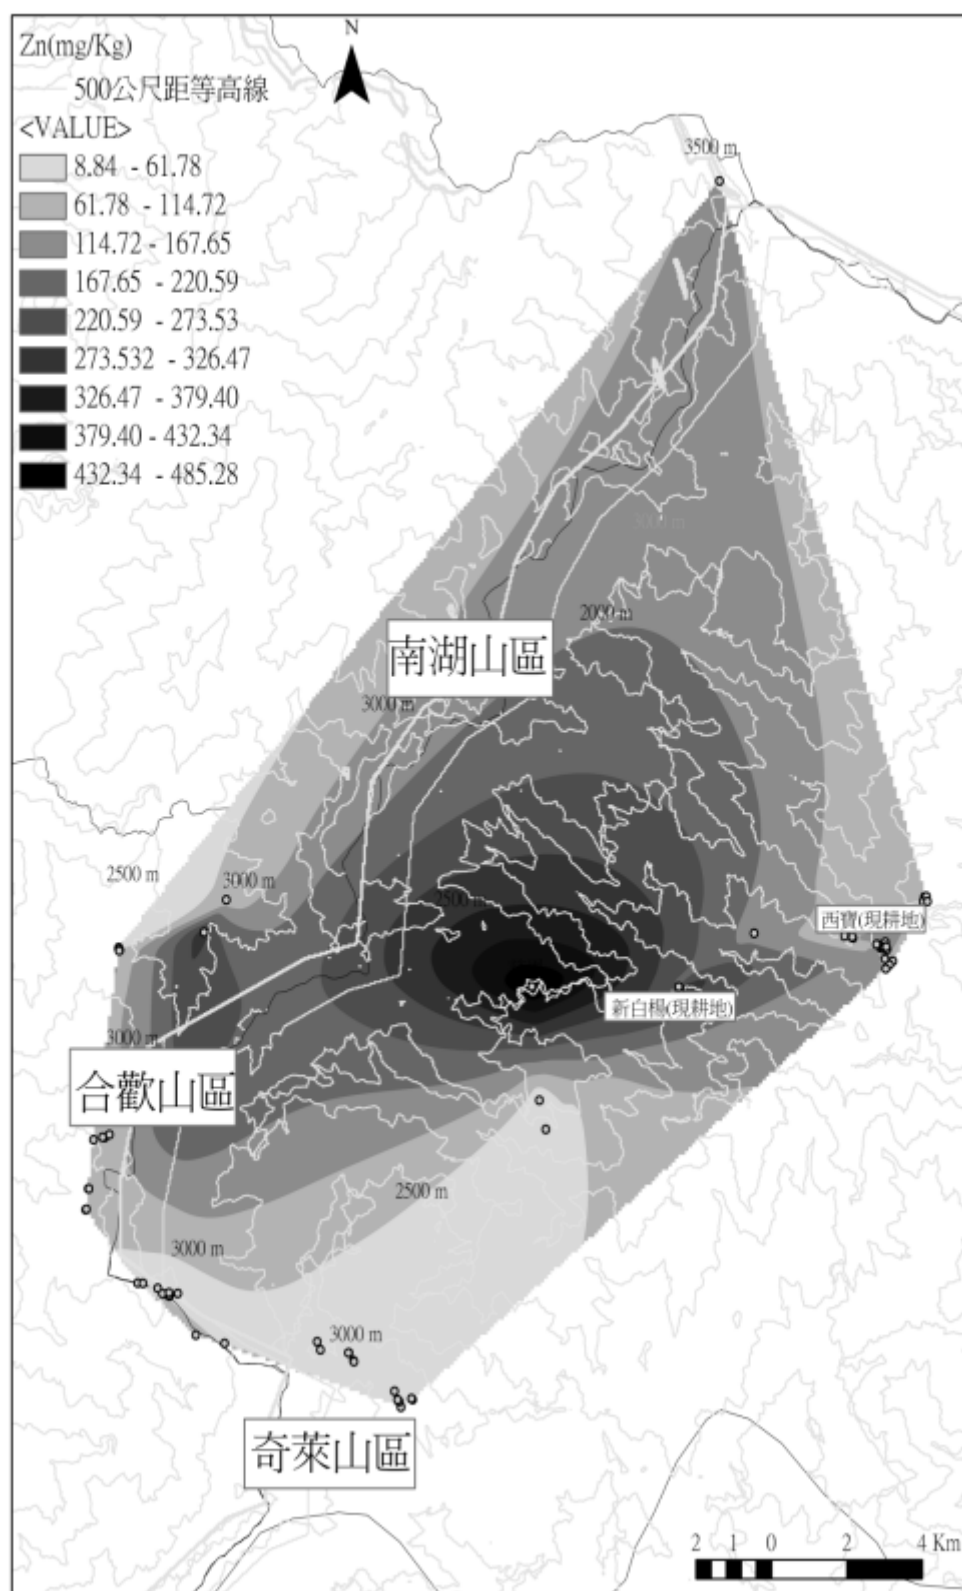 Zn(mg/Kg)
500公尺距等高線
<VALUE>
8.84 - 61.78
61.78 - 114.72
114.72 - 167.65
167.65 - 220.59
220.59 - 273.53
273.532 - 326.47
326.47 - 379.40
379.40 - 432.34
432.34 - 485.28
N
3500 m
3000 m
2000 m
南湖山區
3000 m
2500 m
3000 m
2500 m
西寶(現耕地)
新白楊(現耕地)
3000 m
合歡山區
2500 m
3000 m
3000 m
奇萊山區
2 1 0 2 4 Km